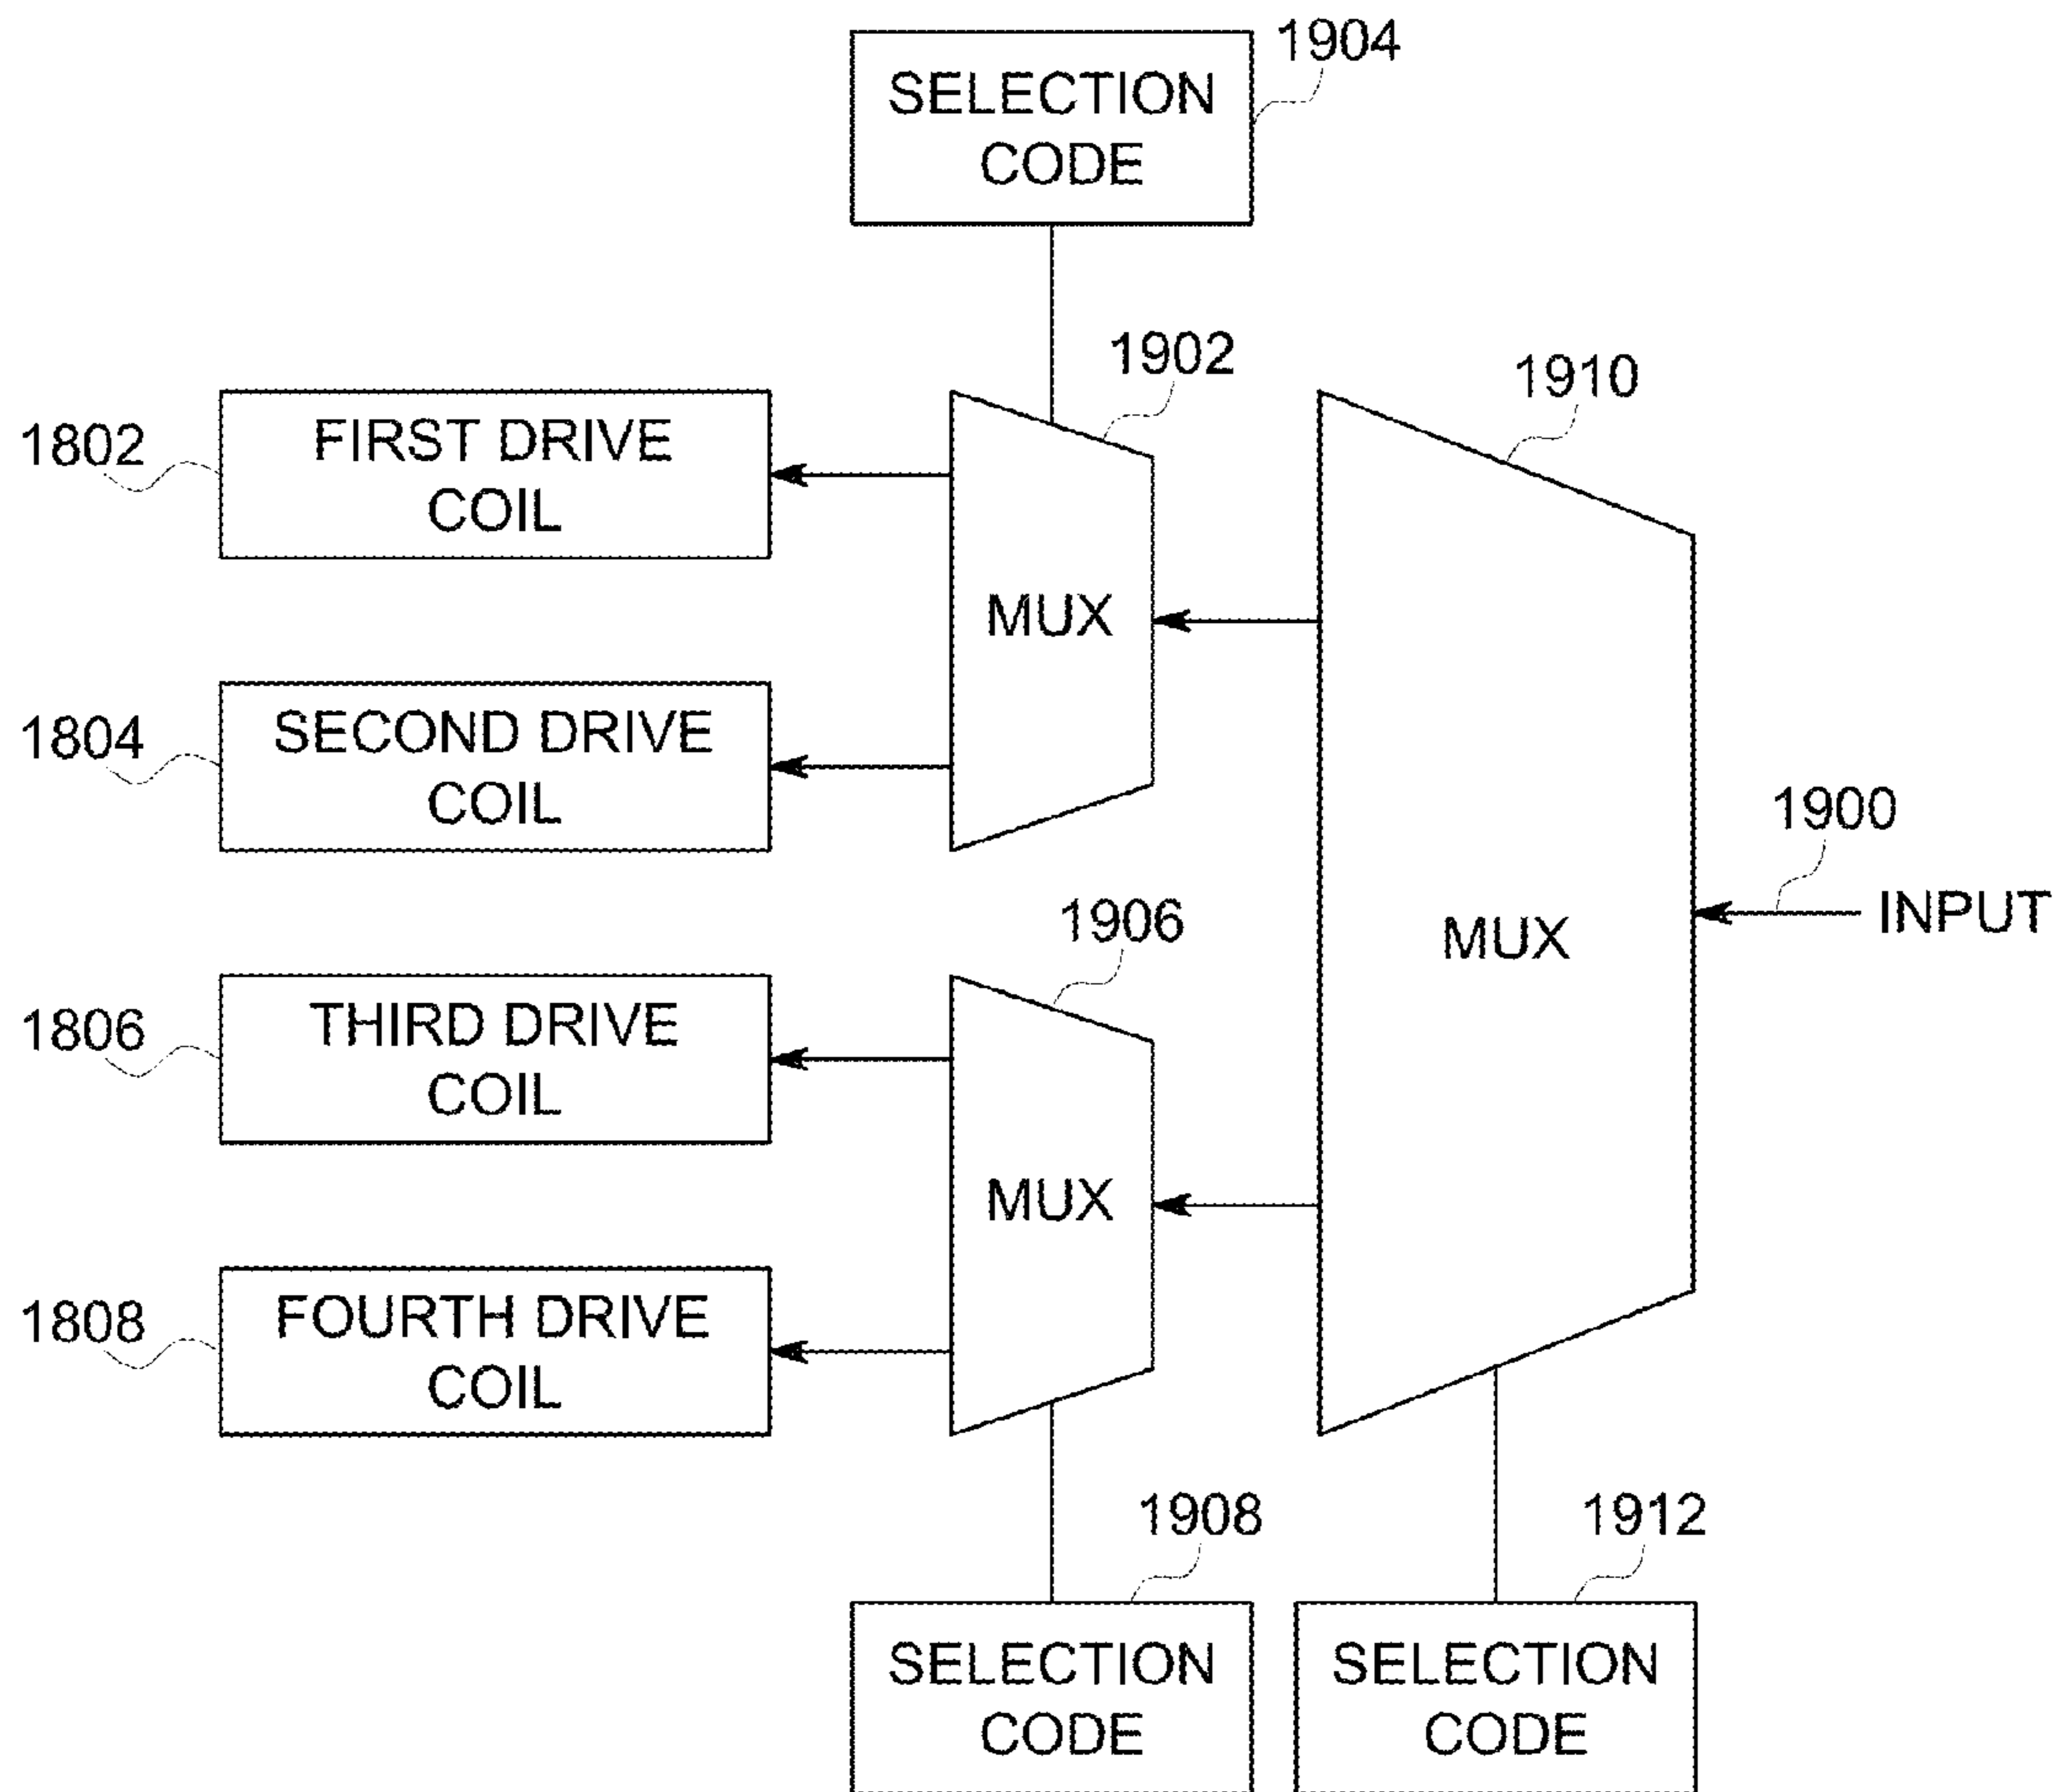 1904
SELECTION
CODE
1902
1910
1802
FIRST DRIVE
COIL
MUX
1804
SECOND DRIVE
COIL
1900
INPUT
1906
MUX
1806
THIRD DRIVE
COIL
MUX
1808
FOURTH DRIVE
COIL
1908
1912
SELECTION
CODE
SELECTION
CODE